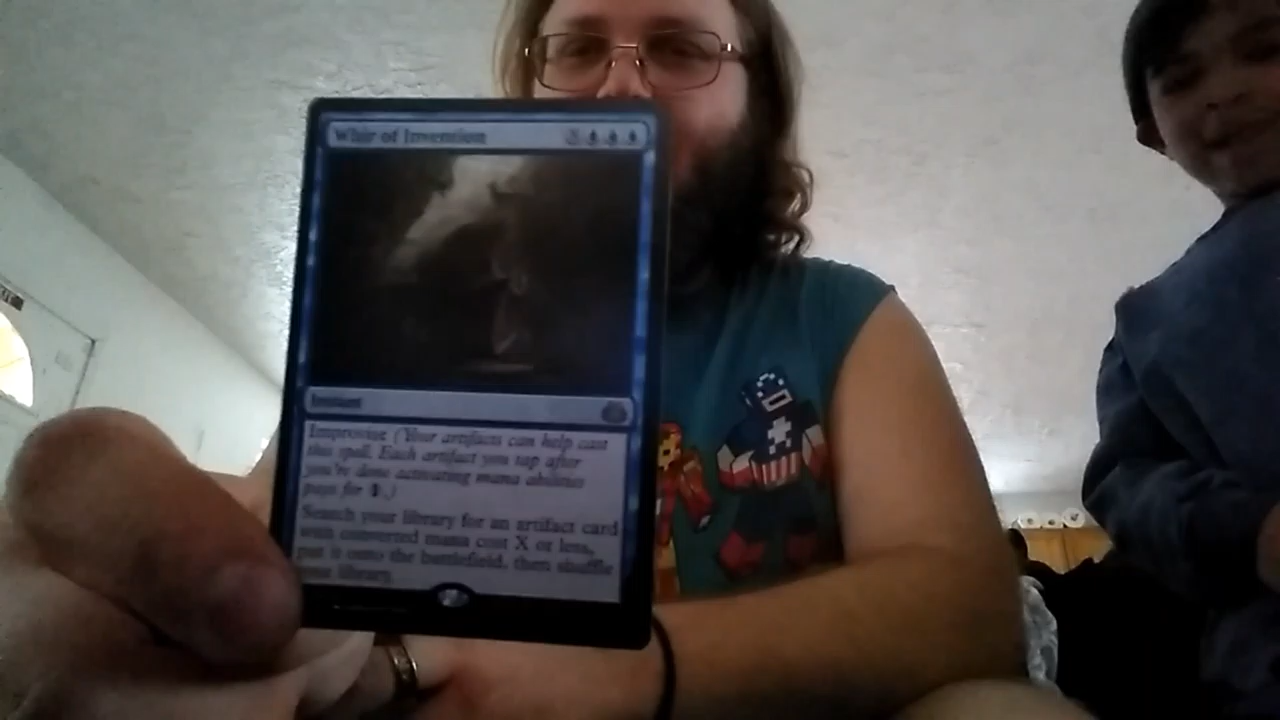 Whir of Invention X
Instant
Improvise (Your artifacts can help cast
this spell. Each artifact you tap after
you're done activating mana abilities
pays for 1.)
Search your library for an artifact card
with converted mana cost X or less,
put it onto the battlefield, then shuffle
your library.